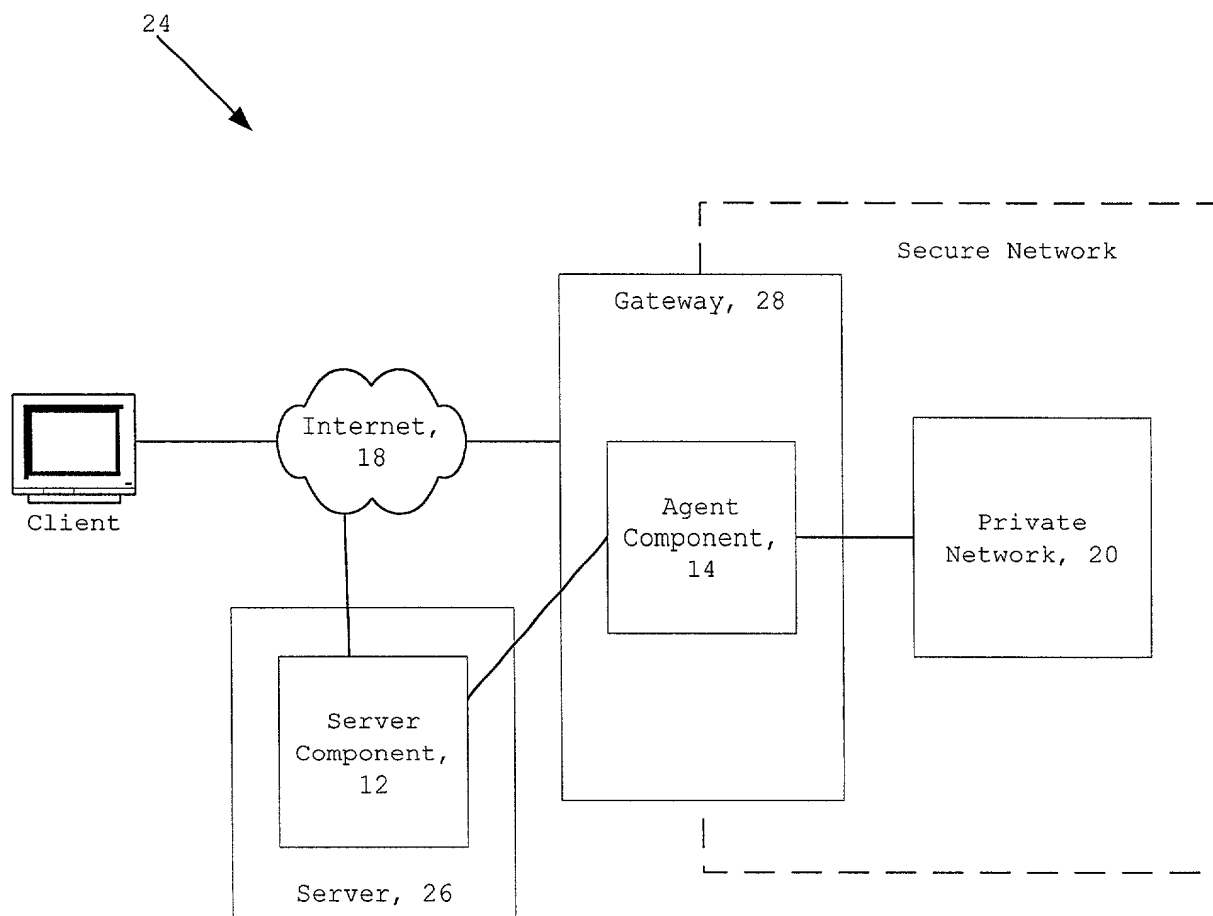 24
Secure Network
Gateway, 28
Internet,
18
Client
Agent
Component,
14
Private
Network, 20
Server
Component,
12
Server, 26